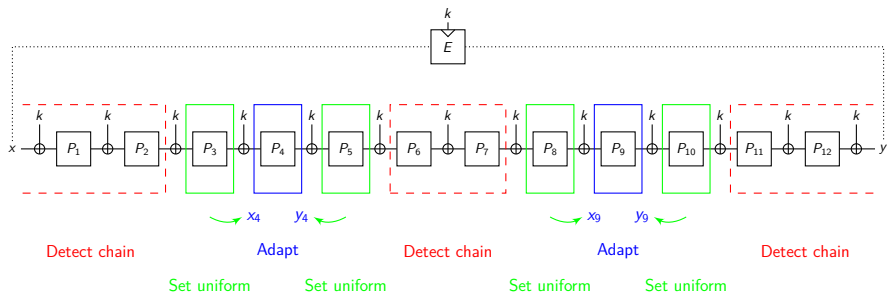 k
E
k k k k k k k k k k k k k
x P1 P2 P3 P4 P5 P6 P7 P8 P9 P10 P11 P12 y
x4 y4 x9 y9
Detect chain Adapt Detect chain Adapt Detect chain
Set uniform Set uniform Set uniform Set uniform